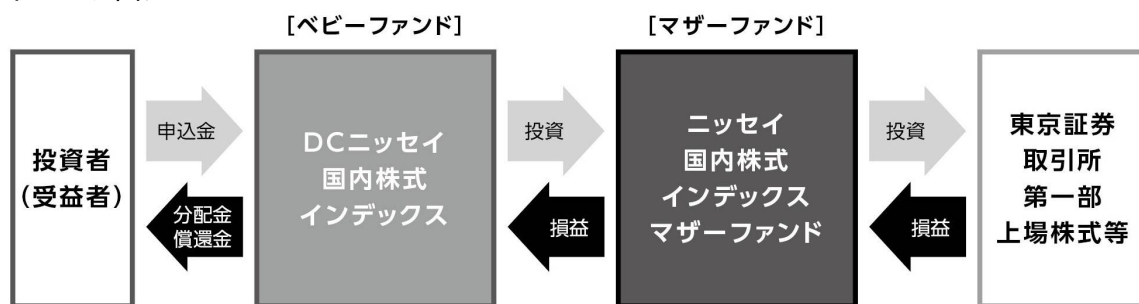 [ベビーファンド]
[マザーファンド]
投資者
(受益者)
申込金
分配金
償還金
DCニッセイ
国内株式
インデックス
投資
損益
ニッセイ
国内株式
インデックス
マザーファンド
投資
損益
東京証券
取引所
第一部
上場株式等